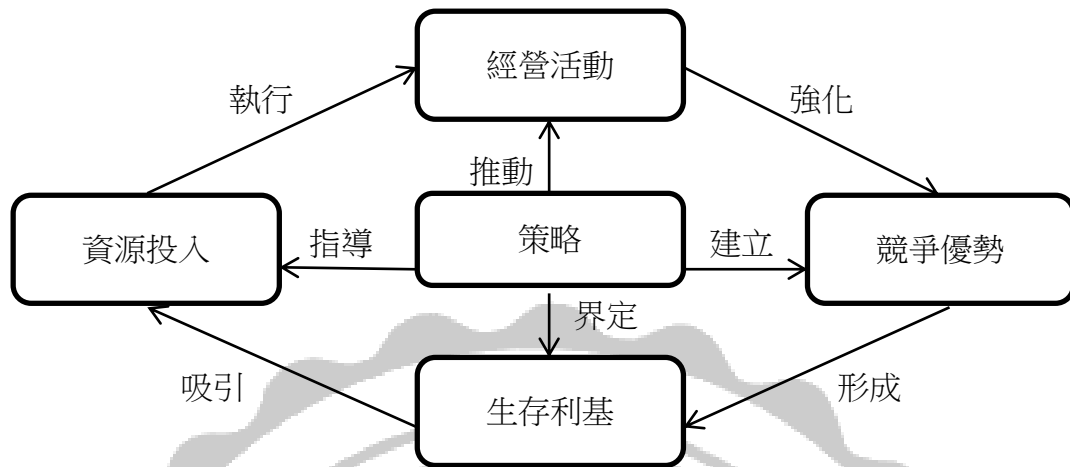 經營活動
執行
強化
推動
資源投入
指導
策略
建立
競爭優勢
界定
吸引
生存利基
形成